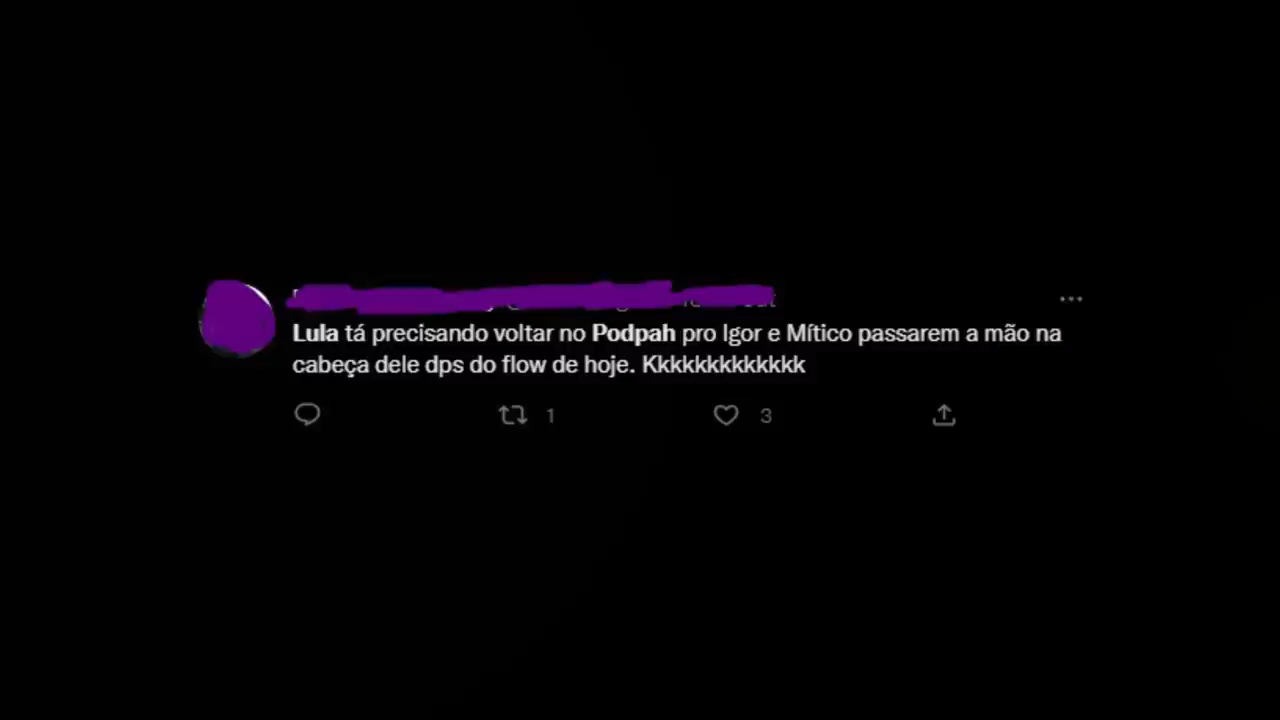 Lula tá precisando voltar no Podpah pro Igor e Mítico passarem a mão na
cabeça dele dps do flow de hoje. Kkkkkkkkkkkkk
1 3